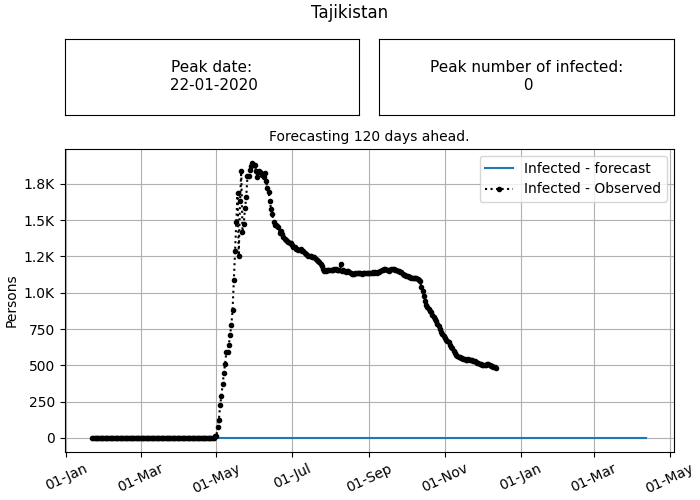 Tajikistan
Peak date:
22-01-2020
Peak number of infected:
0
Forecasting 120 days ahead.
Infected - forecast
Infected - Observed
Persons
1.8K
1.5K
1.2K
1.0K
750
500
250
0
01-Jan
01-Mar
01-May
01-Jul
01-Sep
01-Nov
01-Jan
01-Mar
01-May